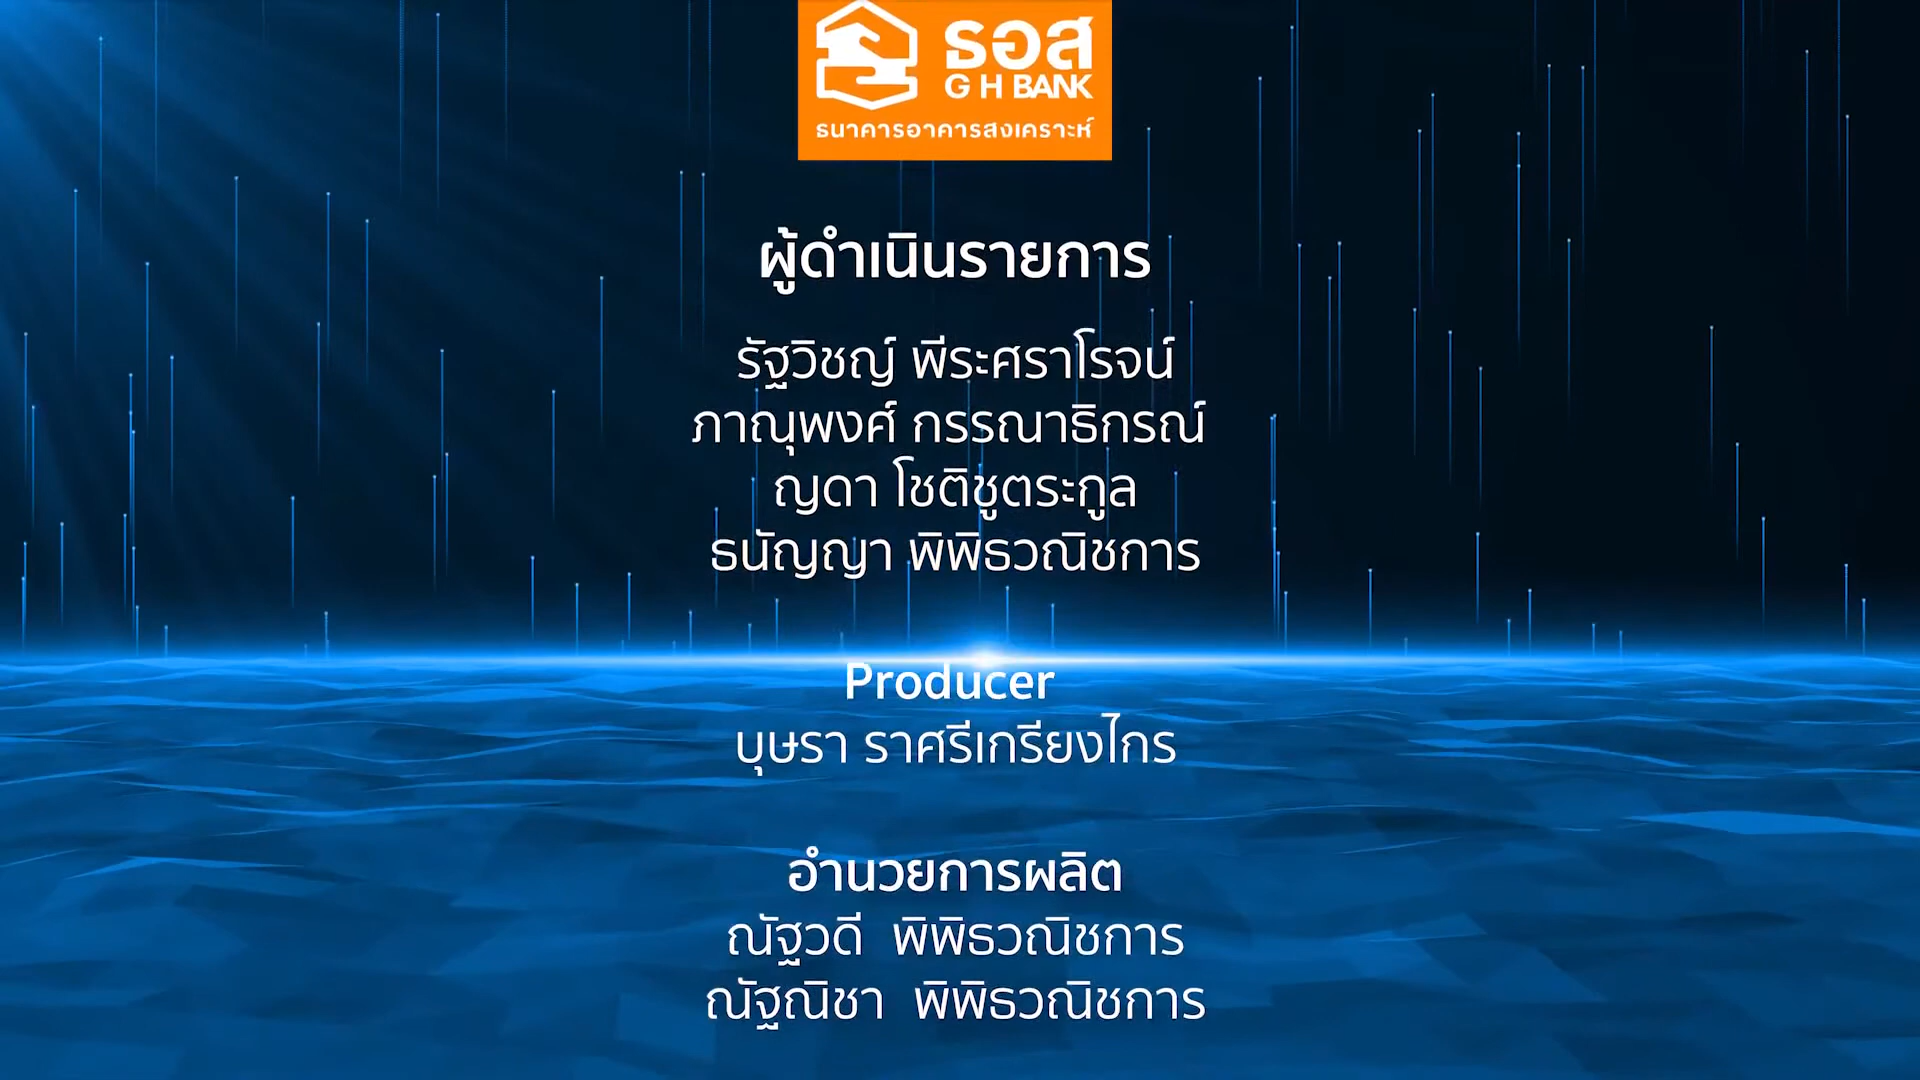 ธอส
G H BANK
ธนาคารอาคารสงเคราะห์
ผู้ดำเนินรายการ
รัฐวิชญ์ พีระศราโรจน์
ภาณุพงศ์ กรรณาธิกรณ์
ญดา โชติชูตระกูล
ธนัญญา พิพิธวณิชการ
Producer
บุษรา ราศรีเกรียงไกร
อำนวยการผลิต
ณัฐวดี พิพิธวณิชการ
ณัฐณิชา พิพิธวณิชการ